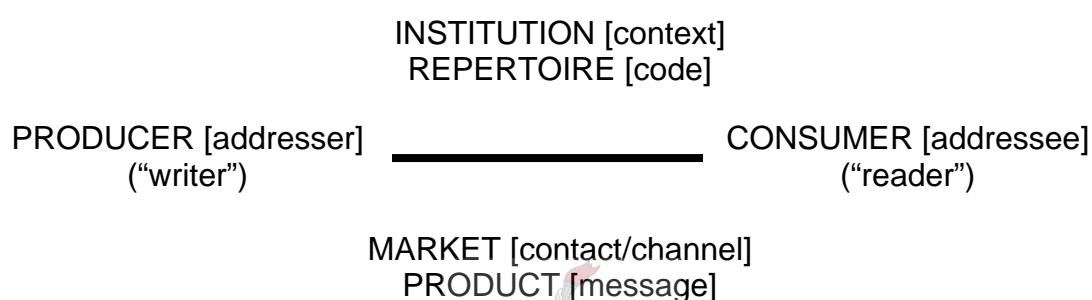 INSTITUTION [context]
REPERTOIRE [code]
PRODUCER [addresser]
CONSUMER [addressee]
(“writer”)
(“reader”)
MARKET [contact/channel]
PRODUCT [message]